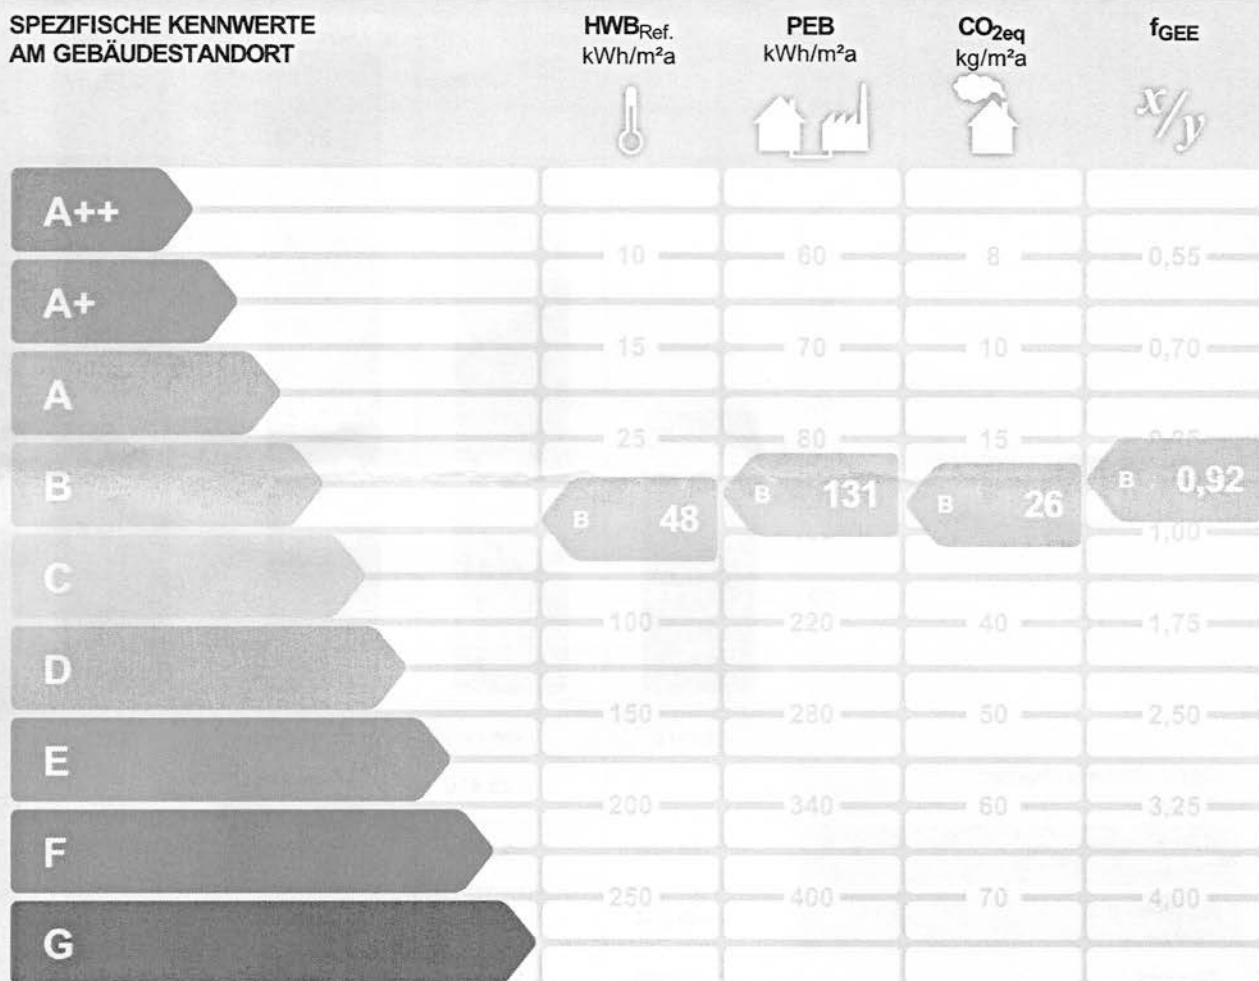 SPEZIFISCHE KENNWERTE
AM GEBÄUDESTANDORT
HWBRef.
kWh/m²a
PEB
kWh/m²a
CO2eq
kg/m²a
fGEE
x/y
A++
10 60 8 0,55
A+
15 70 10 0,70
A
25 80 15
B
B 48
B 131
B 26
B 0,92
1,00
C
100 220 40 1,75
D
150 280 50 2,50
E
200 340 60 3,25
F
250 400 70 4,00
G